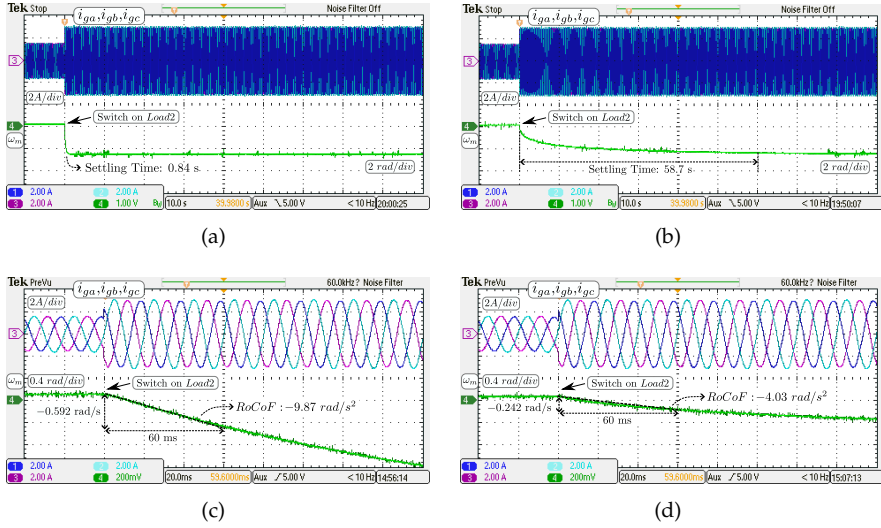 Tek Stop
Noise Filter Off
i_ga, i_gb, i_gc
3
2A/div
4
Switch on Load2
ω_m
Settling Time: 0.84 s
2 rad/div
1 2.00 A 2 2.00 A
3 2.00 A 4 1.00 V 10.0 s 39.9800 s Aux 5.00 V < 10 Hz 20:00:25
(a)
Tek Stop
Noise Filter Off
i_ga, i_gb, i_gc
3
2A/div
4
Switch on Load2
ω_m
Settling Time: 58.7 s
2 rad/div
1 2.00 A 2 2.00 A
3 2.00 A 4 1.00 V 10.0 s 39.9800 s Aux 5.00 V < 10 Hz 19:50:07
(b)
Tek PreVu
60.0kHz? Noise Filter
i_ga, i_gb, i_gc
2A/div
3
ω_m 0.4 rad/div
Switch on Load2
4
−0.592 rad/s
RoCoF : −9.87 rad/s²
60 ms
1 2.00 A 2 2.00 A
3 2.00 A 4 200mV 20.0ms 59.6000ms Aux 5.00 V < 10 Hz 14:56:14
(c)
Tek PreVu
60.0kHz? Noise Filter
i_ga, i_gb, i_gc
2A/div
3
ω_m 0.4 rad/div
Switch on Load2
4
−0.242 rad/s
RoCoF : −4.03 rad/s²
60 ms
1 2.00 A 2 2.00 A
3 2.00 A 4 200mV 20.0ms 59.6000ms Aux 5.00 V < 10 Hz 15:07:13
(d)